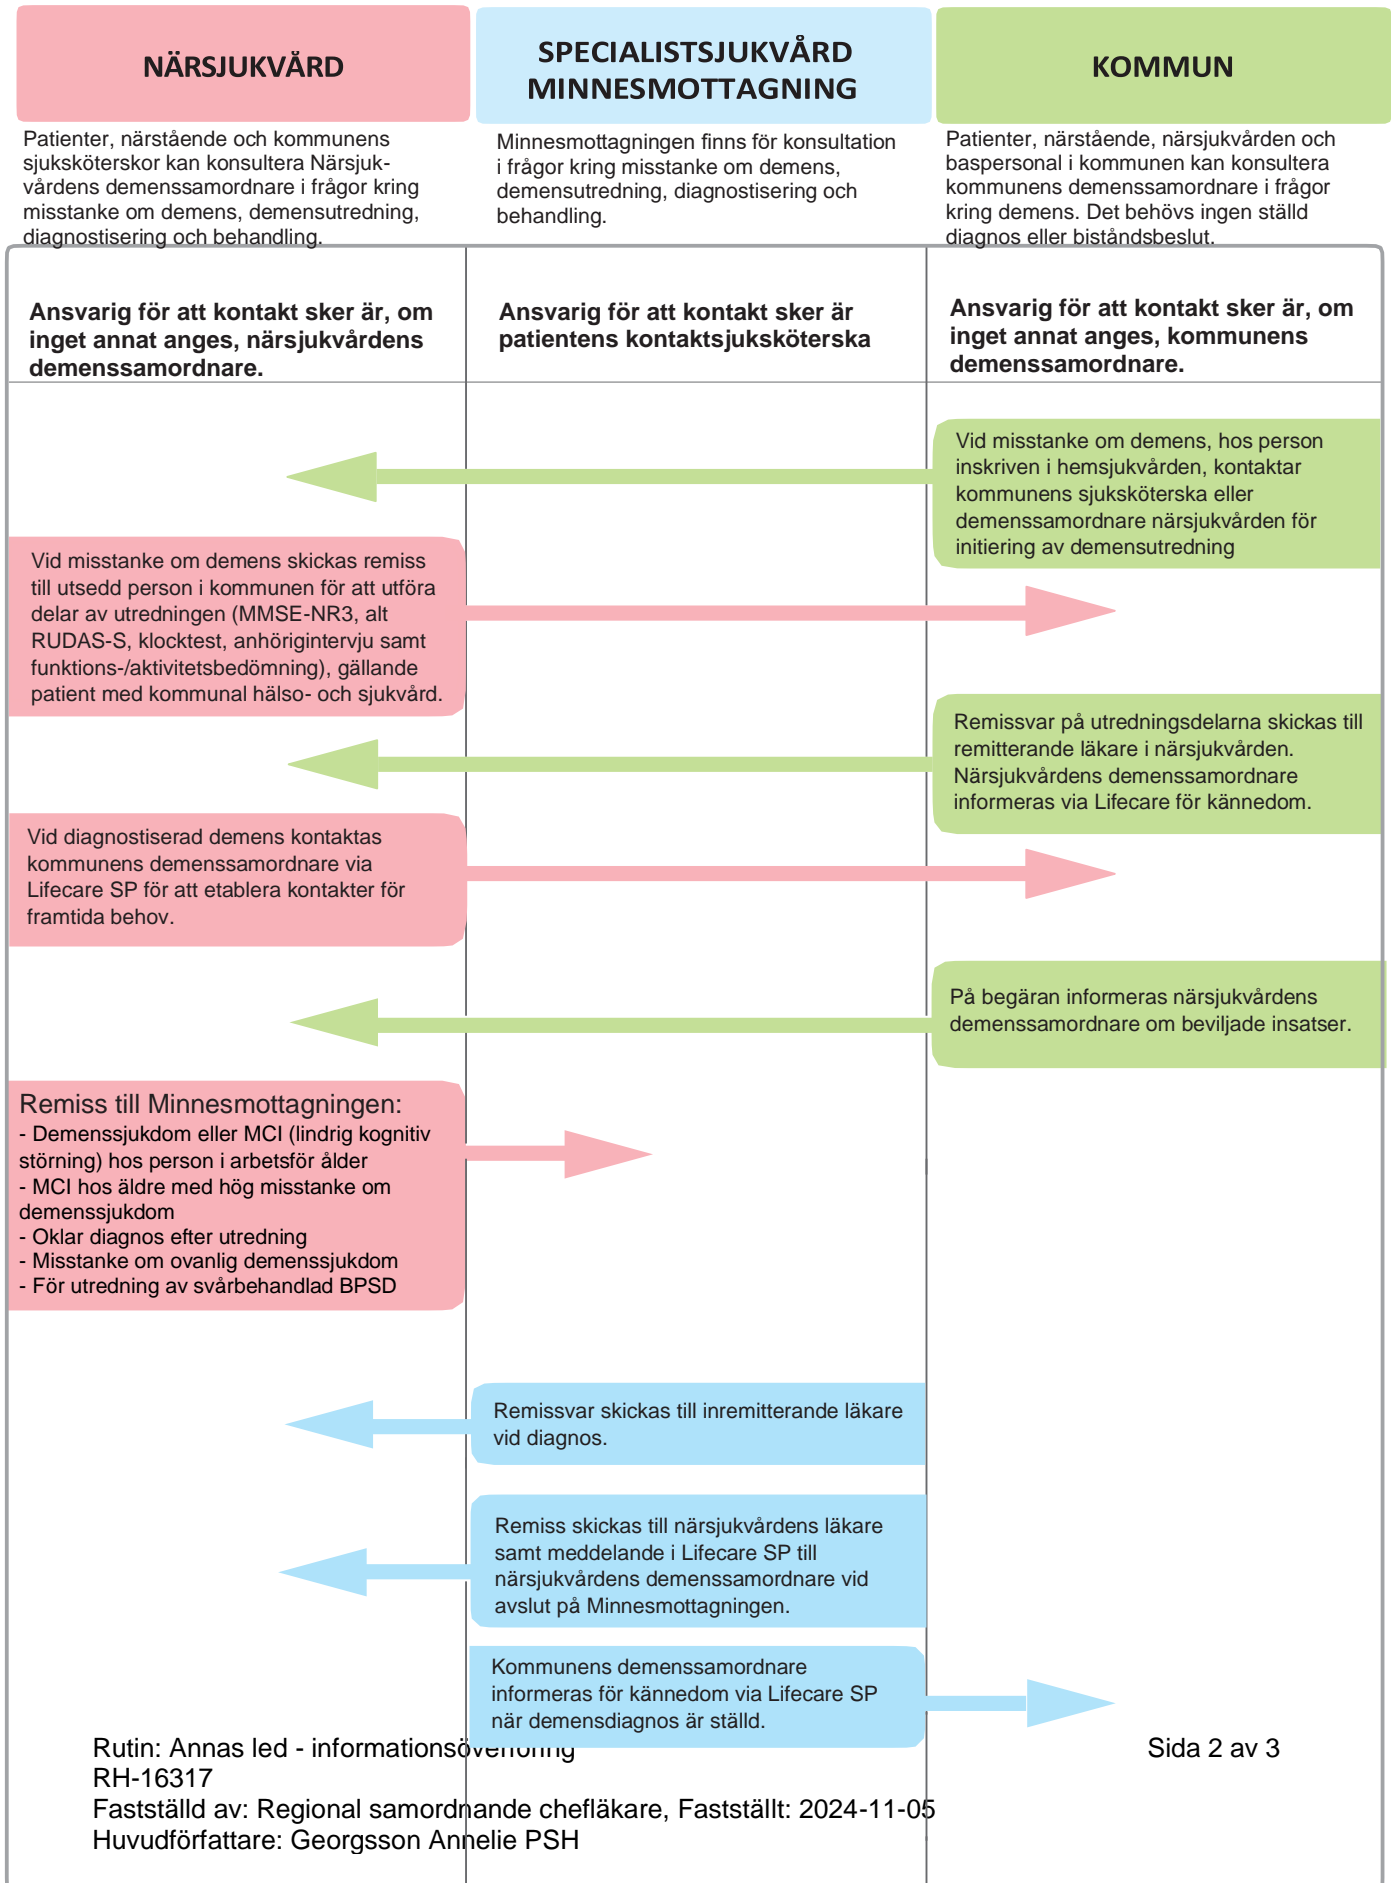 NÄRSJUKVÅRD
SPECIALISTSJUKVÅRD
MINNESMOTTAGNING
KOMMUN
Patienter, närstående och kommunens
sjuksköterskor kan konsultera Närsjuk-
vårdens demenssamordnare i frågor kring
misstanke om demens, demensutredning,
diagnostisering och behandling.
Minnesmottagningen finns för konsultation
i frågor kring misstanke om demens,
demensutredning, diagnostisering och
behandling.
Patienter, närstående, närsjukvården och
baspersonal i kommunen kan konsultera
kommunens demenssamordnare i frågor
kring demens. Det behövs ingen ställd
diagnos eller biståndsbeslut.
Ansvarig för att kontakt sker är, om
inget annat anges, närsjukvårdens
demenssamordnare.
Ansvarig för att kontakt sker är
patientens kontaktsjuksköterska
Ansvarig för att kontakt sker är, om
inget annat anges, kommunens
demenssamordnare.
Vid misstanke om demens, hos person
inskriven i hemsjukvården, kontaktar
kommunens sjuksköterska eller
demenssamordnare närsjukvården för
initiering av demensutredning
Vid misstanke om demens skickas remiss
till utsedd person i kommunen för att utföra
delar av utredningen (MMSE-NR3, alt
RUDAS-S, klocktest, anhörigintervju samt
funktions-/aktivitetsbedömning), gällande
patient med kommunal hälso- och sjukvård.
Remissvar på utredningsdelarna skickas till
remitterande läkare i närsjukvården.
Närsjukvårdens demenssamordnare
informeras via Lifecare för kännedom.
Vid diagnostiserad demens kontaktas
kommunens demenssamordnare via
Lifecare SP för att etablera kontakter för
framtida behov.
På begäran informeras närsjukvårdens
demenssamordnare om beviljade insatser.
Remiss till Minnesmottagningen:
- Demenssjukdom eller MCI (lindrig kognitiv
störning) hos person i arbetsför ålder
- MCI hos äldre med hög misstanke om
demenssjukdom
- Oklar diagnos efter utredning
- Misstanke om ovanlig demenssjukdom
- För utredning av svårbehandlad BPSD
Remissvar skickas till inremitterande läkare
vid diagnos.
Remiss skickas till närsjukvårdens läkare
samt meddelande i Lifecare SP till
närsjukvårdens demenssamordnare vid
avslut på Minnesmottagningen.
Kommunens demenssamordnare
informeras för kännedom via Lifecare SP
när demensdiagnos är ställd.
Rutin: Annas led - informationsöverföring
Sida 2 av 3
RH-16317
Fastställd av: Regional samordnande chefläkare, Fastställt: 2024-11-05
Huvudförfattare: Georgsson Annelie PSH